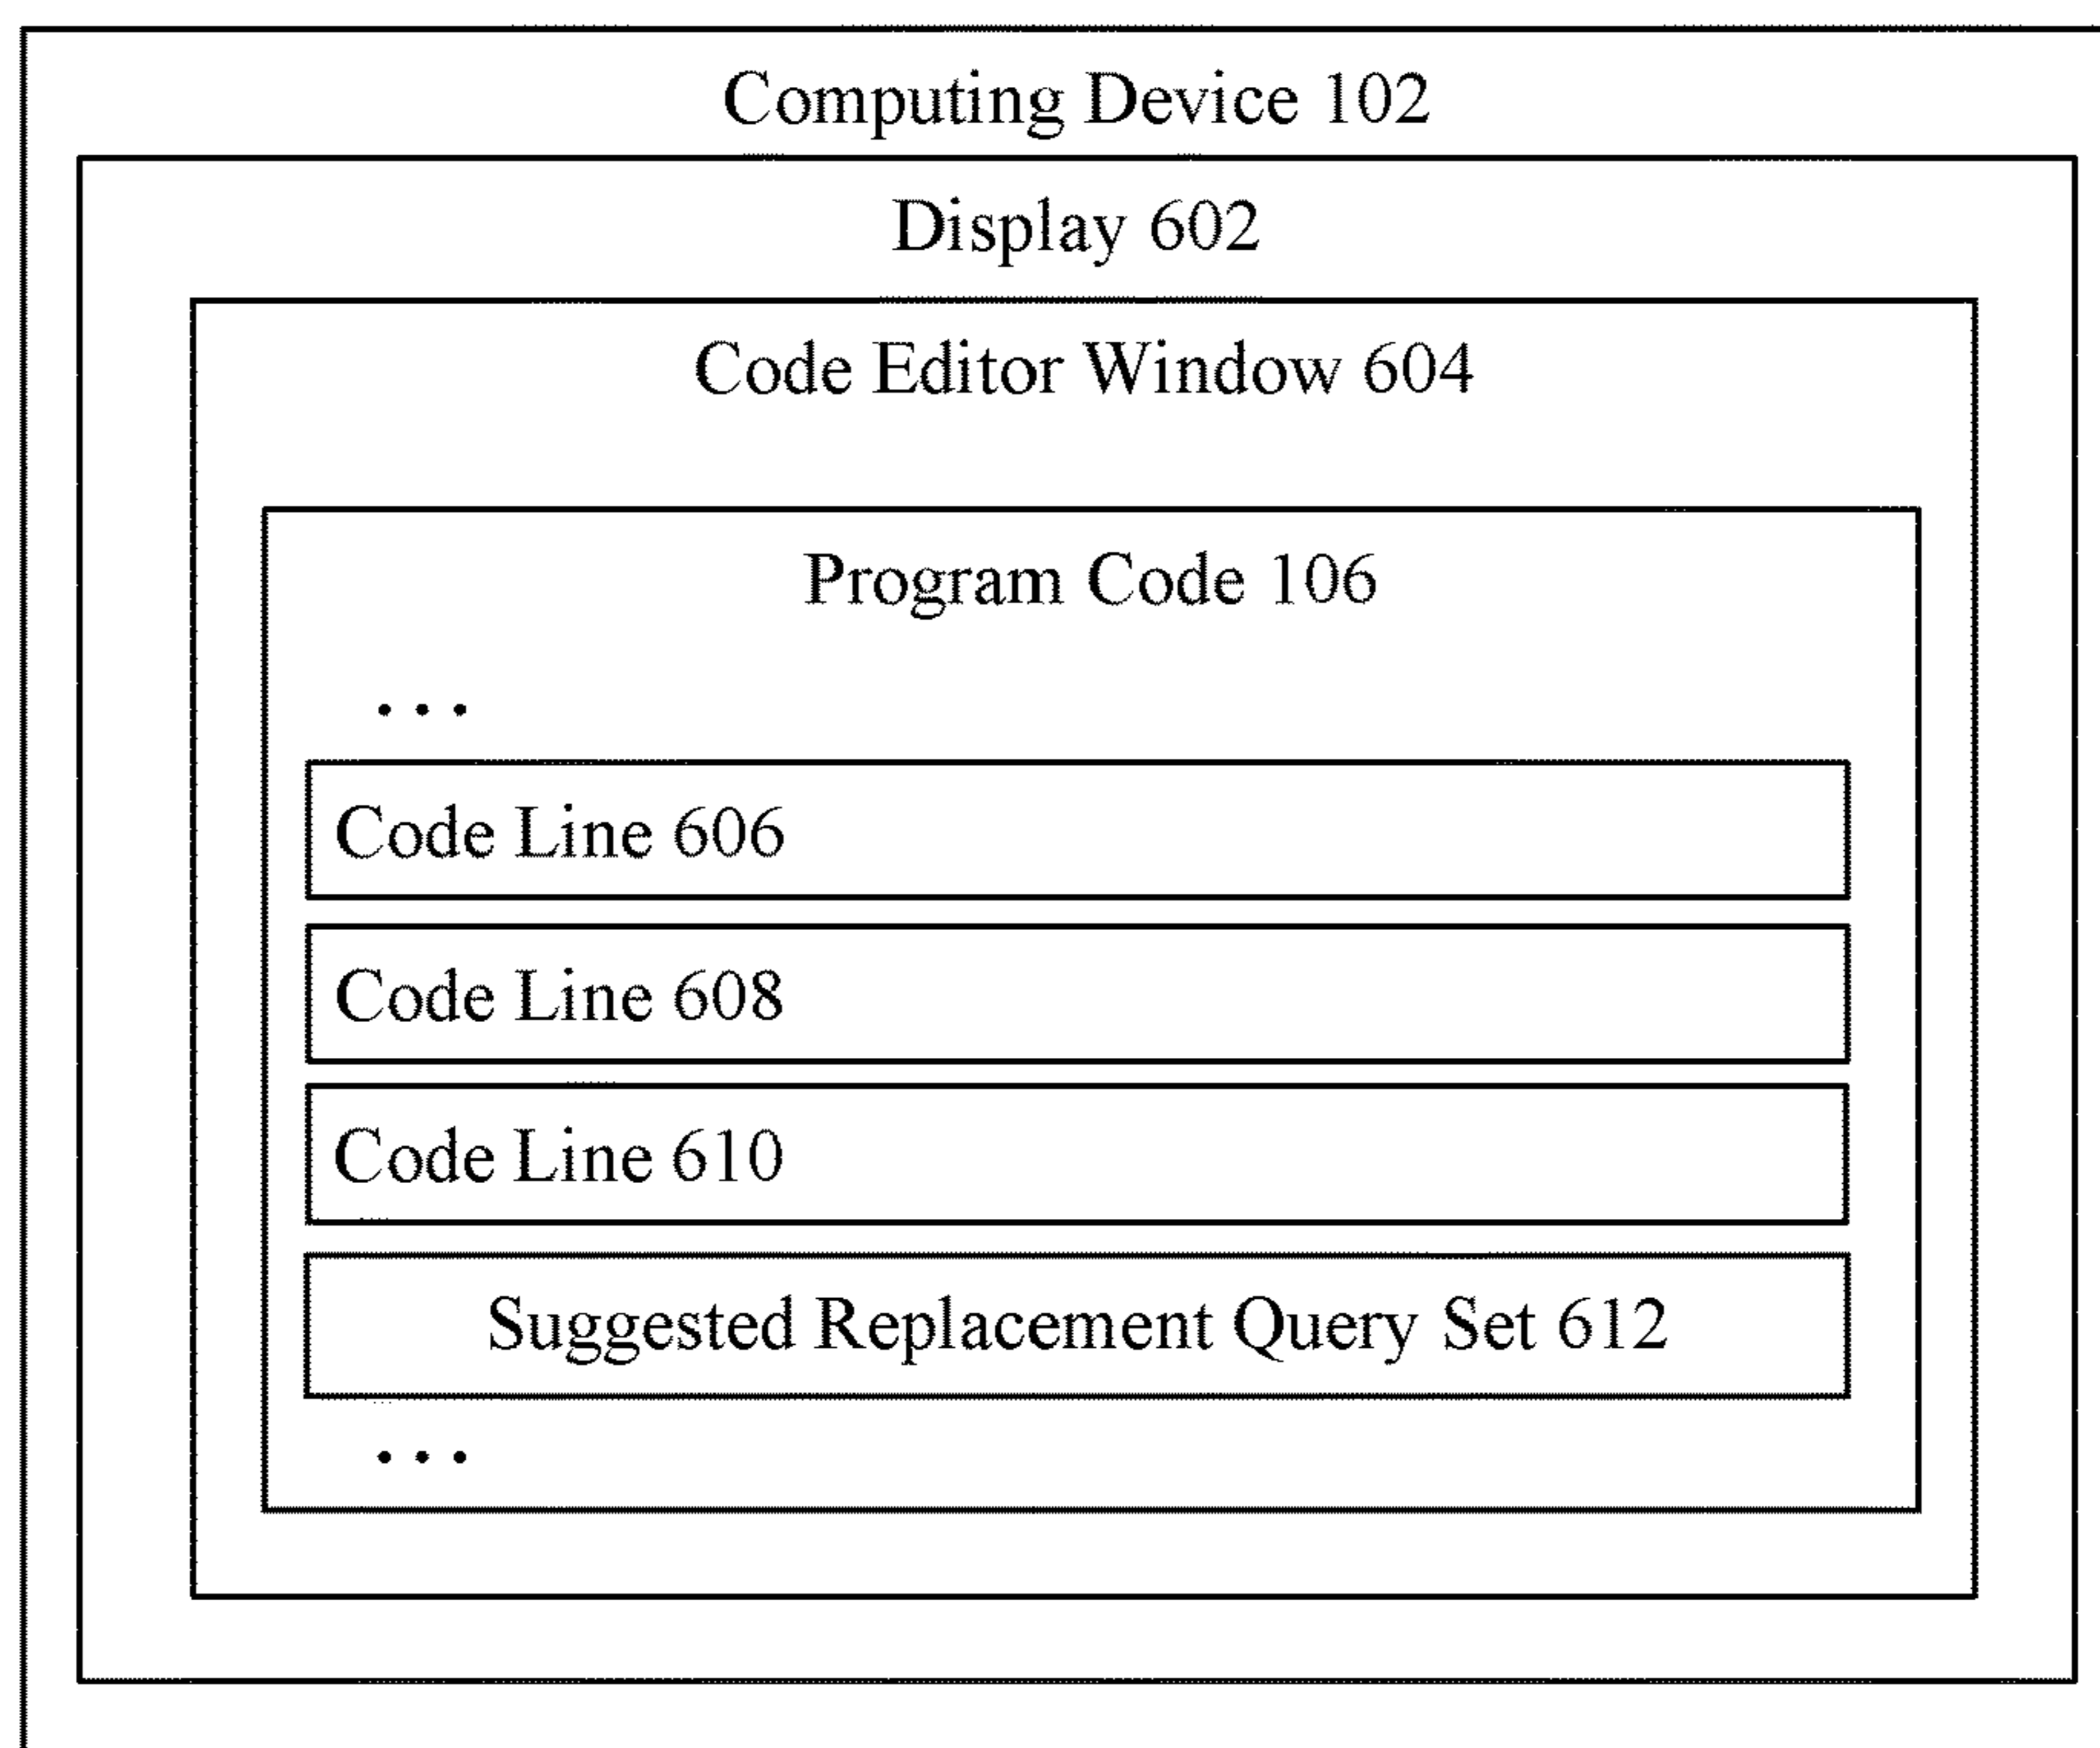 Computing Device 102
Display 602
Code Editor Window 604
Program Code 106
...
Code Line 606
Code Line 608
Code Line 610
Suggested Replacement Query Set 612
...